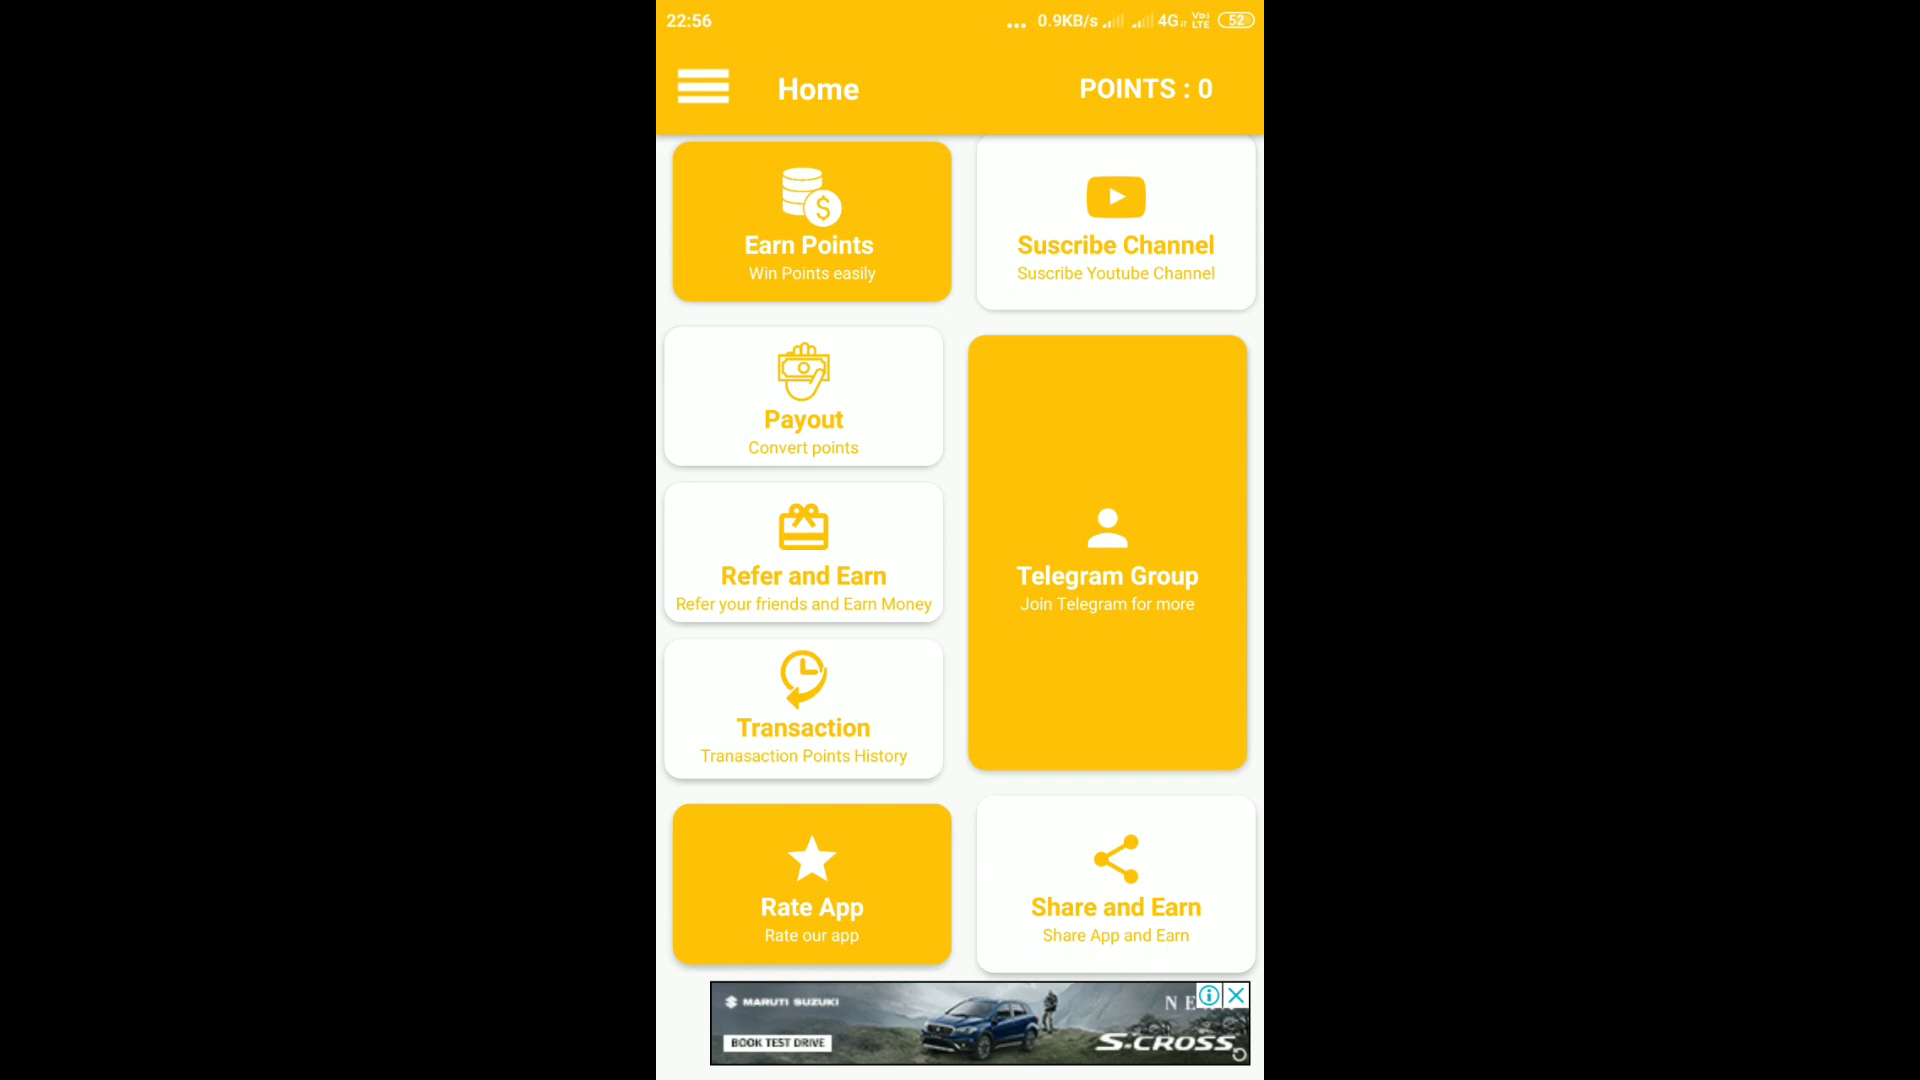 22:56
0.9KB/s 4G Vo) LTE 52
Home
POINTS : 0
Earn Points
Win Points easily
Suscribe Channel
Suscribe Youtube Channel
Payout
Convert points
Refer and Earn
Refer your friends and Earn Money
Telegram Group
Join Telegram for more
Transaction
Tranasaction Points History
Rate App
Rate our app
Share and Earn
Share App and Earn
MARUTI SUZUKI
BOOK TEST DRIVE
S-CROSS